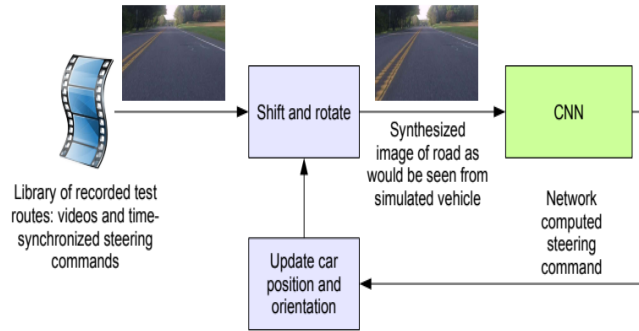 Shift and rotate
CNN
Synthesized
image of road as
would be seen from
simulated vehicle
Library of recorded test
routes: videos and time-
synchronized steering
commands
Network
computed
steering
command
Update car
position and
orientation